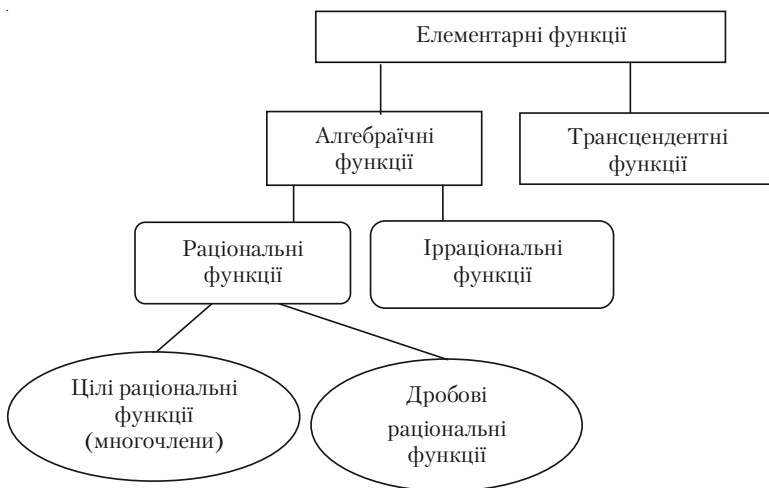 Елементарні функції
Алгебраїчні
функції
Трансцендентні
функції
Раціональні
функції
Ірраціональні
функції
Цілі раціональні
функції
(многочлени)
Дробові
раціональні
функції